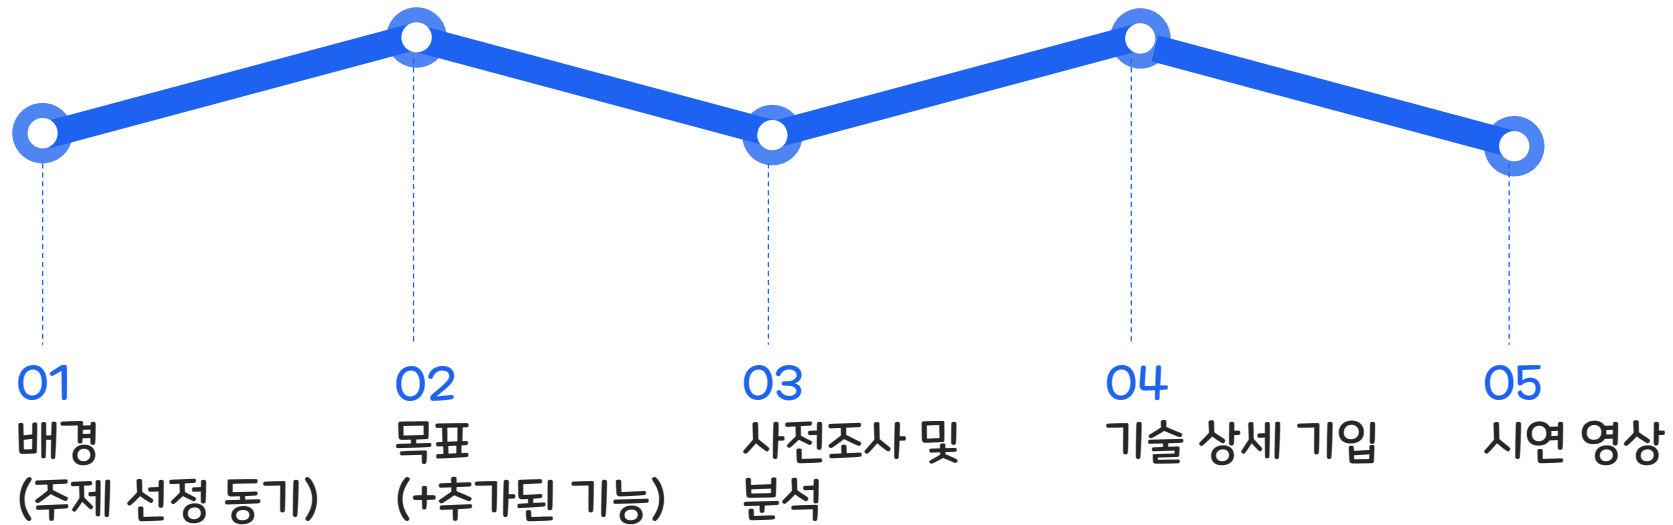 01
배경
(주제 선정 동기)
02
목표
(+추가된 기능)
03
사전조사 및
분석
04
기술 상세 기입
05
시연 영상